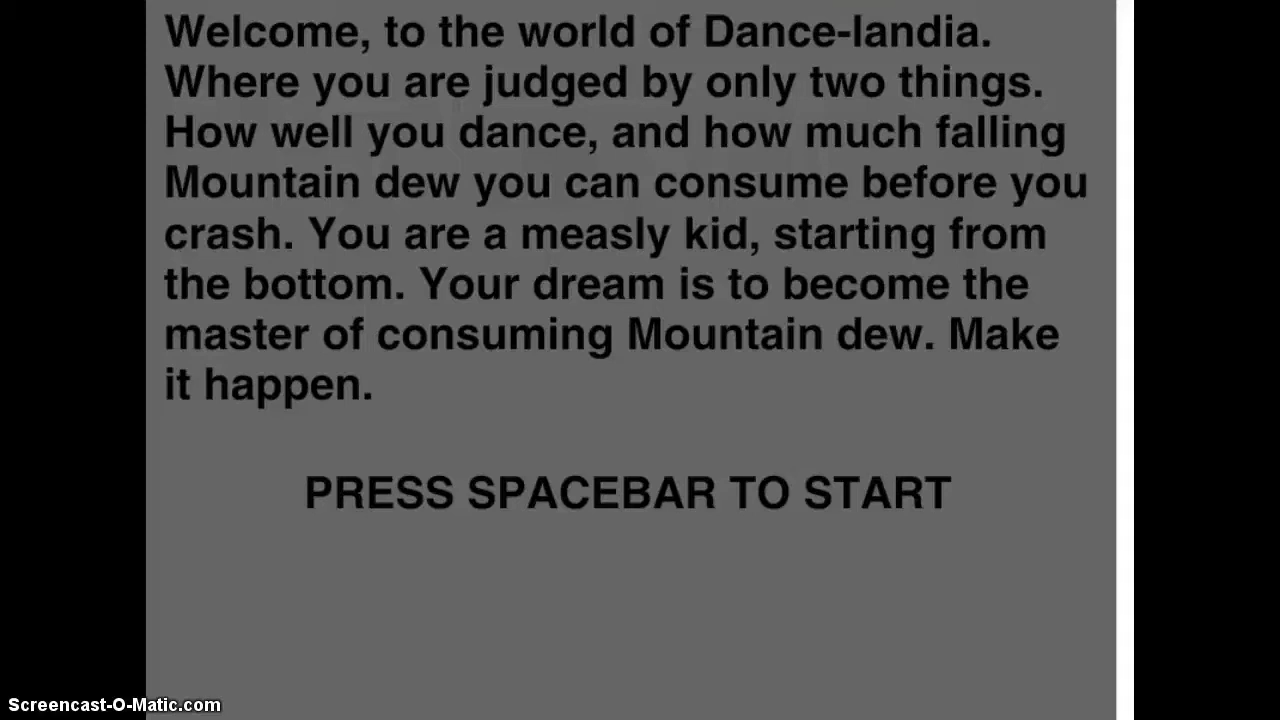 Welcome, to the world of Dance-landia.
Where you are judged by only two things.
How well you dance, and how much falling
Mountain dew you can consume before you
crash. You are a measly kid, starting from
the bottom. Your dream is to become the
master of consuming Mountain dew. Make
it happen.
PRESS SPACEBAR TO START
Screencast-O-Matic.com